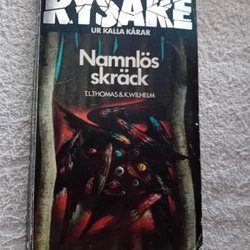 RYSARE
UR KALLA KÅRAR
Namnlös
skräck
T.L.THOMAS & K.WILHELM